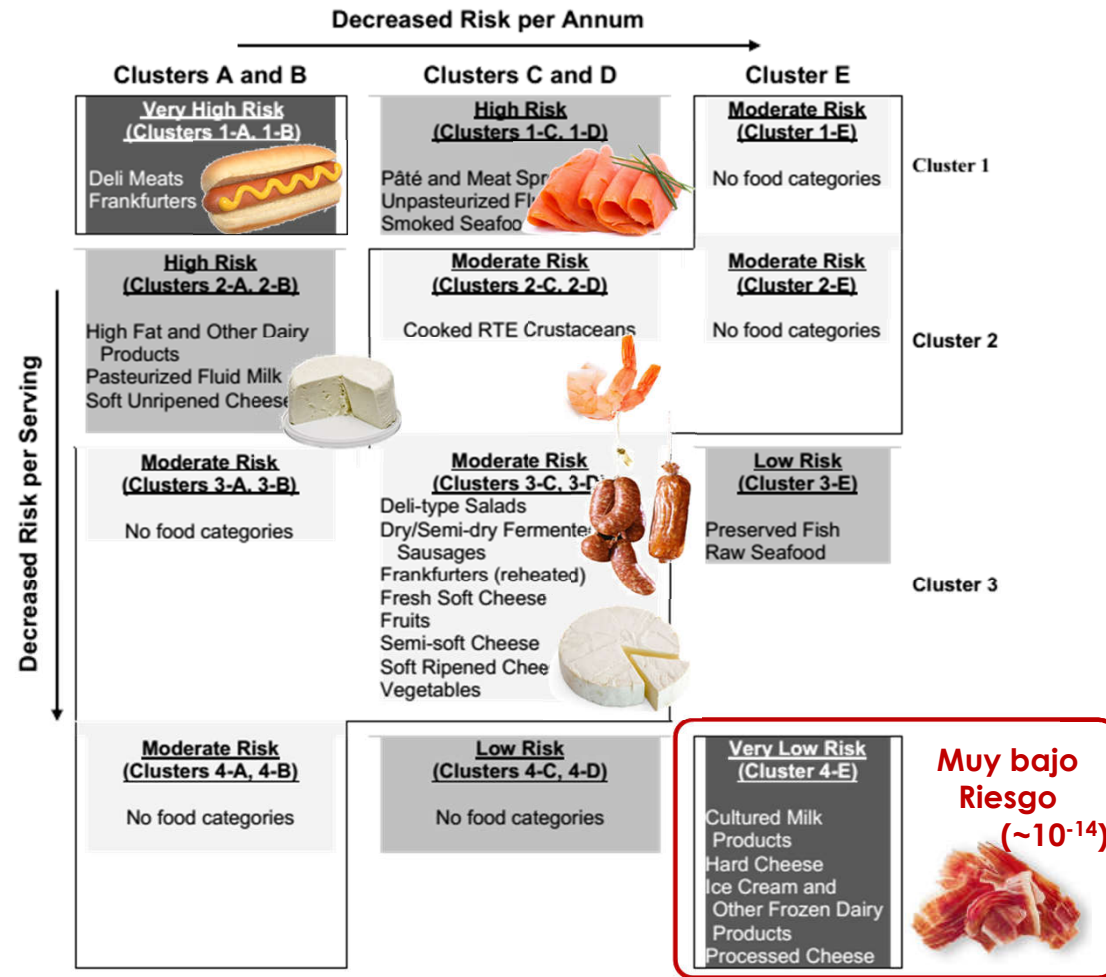 Decreased Risk per Annum
Clusters A and B
Clusters C and D
Cluster E
Very High Risk
(Clusters 1-A, 1-B)
Deli Meats
Frankfurters
High Risk
(Clusters 1-C, 1-D)
Pâté and Meat Spr
Unpasteurized Flu
Smoked Seafoo
Moderate Risk
(Cluster 1-E)
No food categories
Cluster 1
Decreased Risk per Serving
High Risk
(Clusters 2-A, 2-B)
High Fat and Other Dairy
Products
Pasteurized Fluid Milk
Soft Unripened Cheese
Moderate Risk
(Clusters 2-C, 2-D)
Cooked RTE Crustaceans
Moderate Risk
(Cluster 2-E)
No food categories
Cluster 2
Moderate Risk
(Clusters 3-A, 3-B)
No food categories
Moderate Risk
(Clusters 3-C, 3-D)
Deli-type Salads
Dry/Semi-dry Fermente
Sausages
Frankfurters (reheated)
Fresh Soft Cheese
Fruits
Semi-soft Cheese
Soft Ripened Chee
Vegetables
Low Risk
(Cluster 3-E)
Preserved Fish
Raw Seafood
Cluster 3
Moderate Risk
(Clusters 4-A, 4-B)
No food categories
Low Risk
(Clusters 4-C, 4-D)
No food categories
Very Low Risk
(Cluster 4-E)
Cultured Milk
Products
Hard Cheese
Ice Cream and
Other Frozen Dairy
Products
Processed Cheese
Muy bajo
Riesgo
(~10⁻¹⁴)